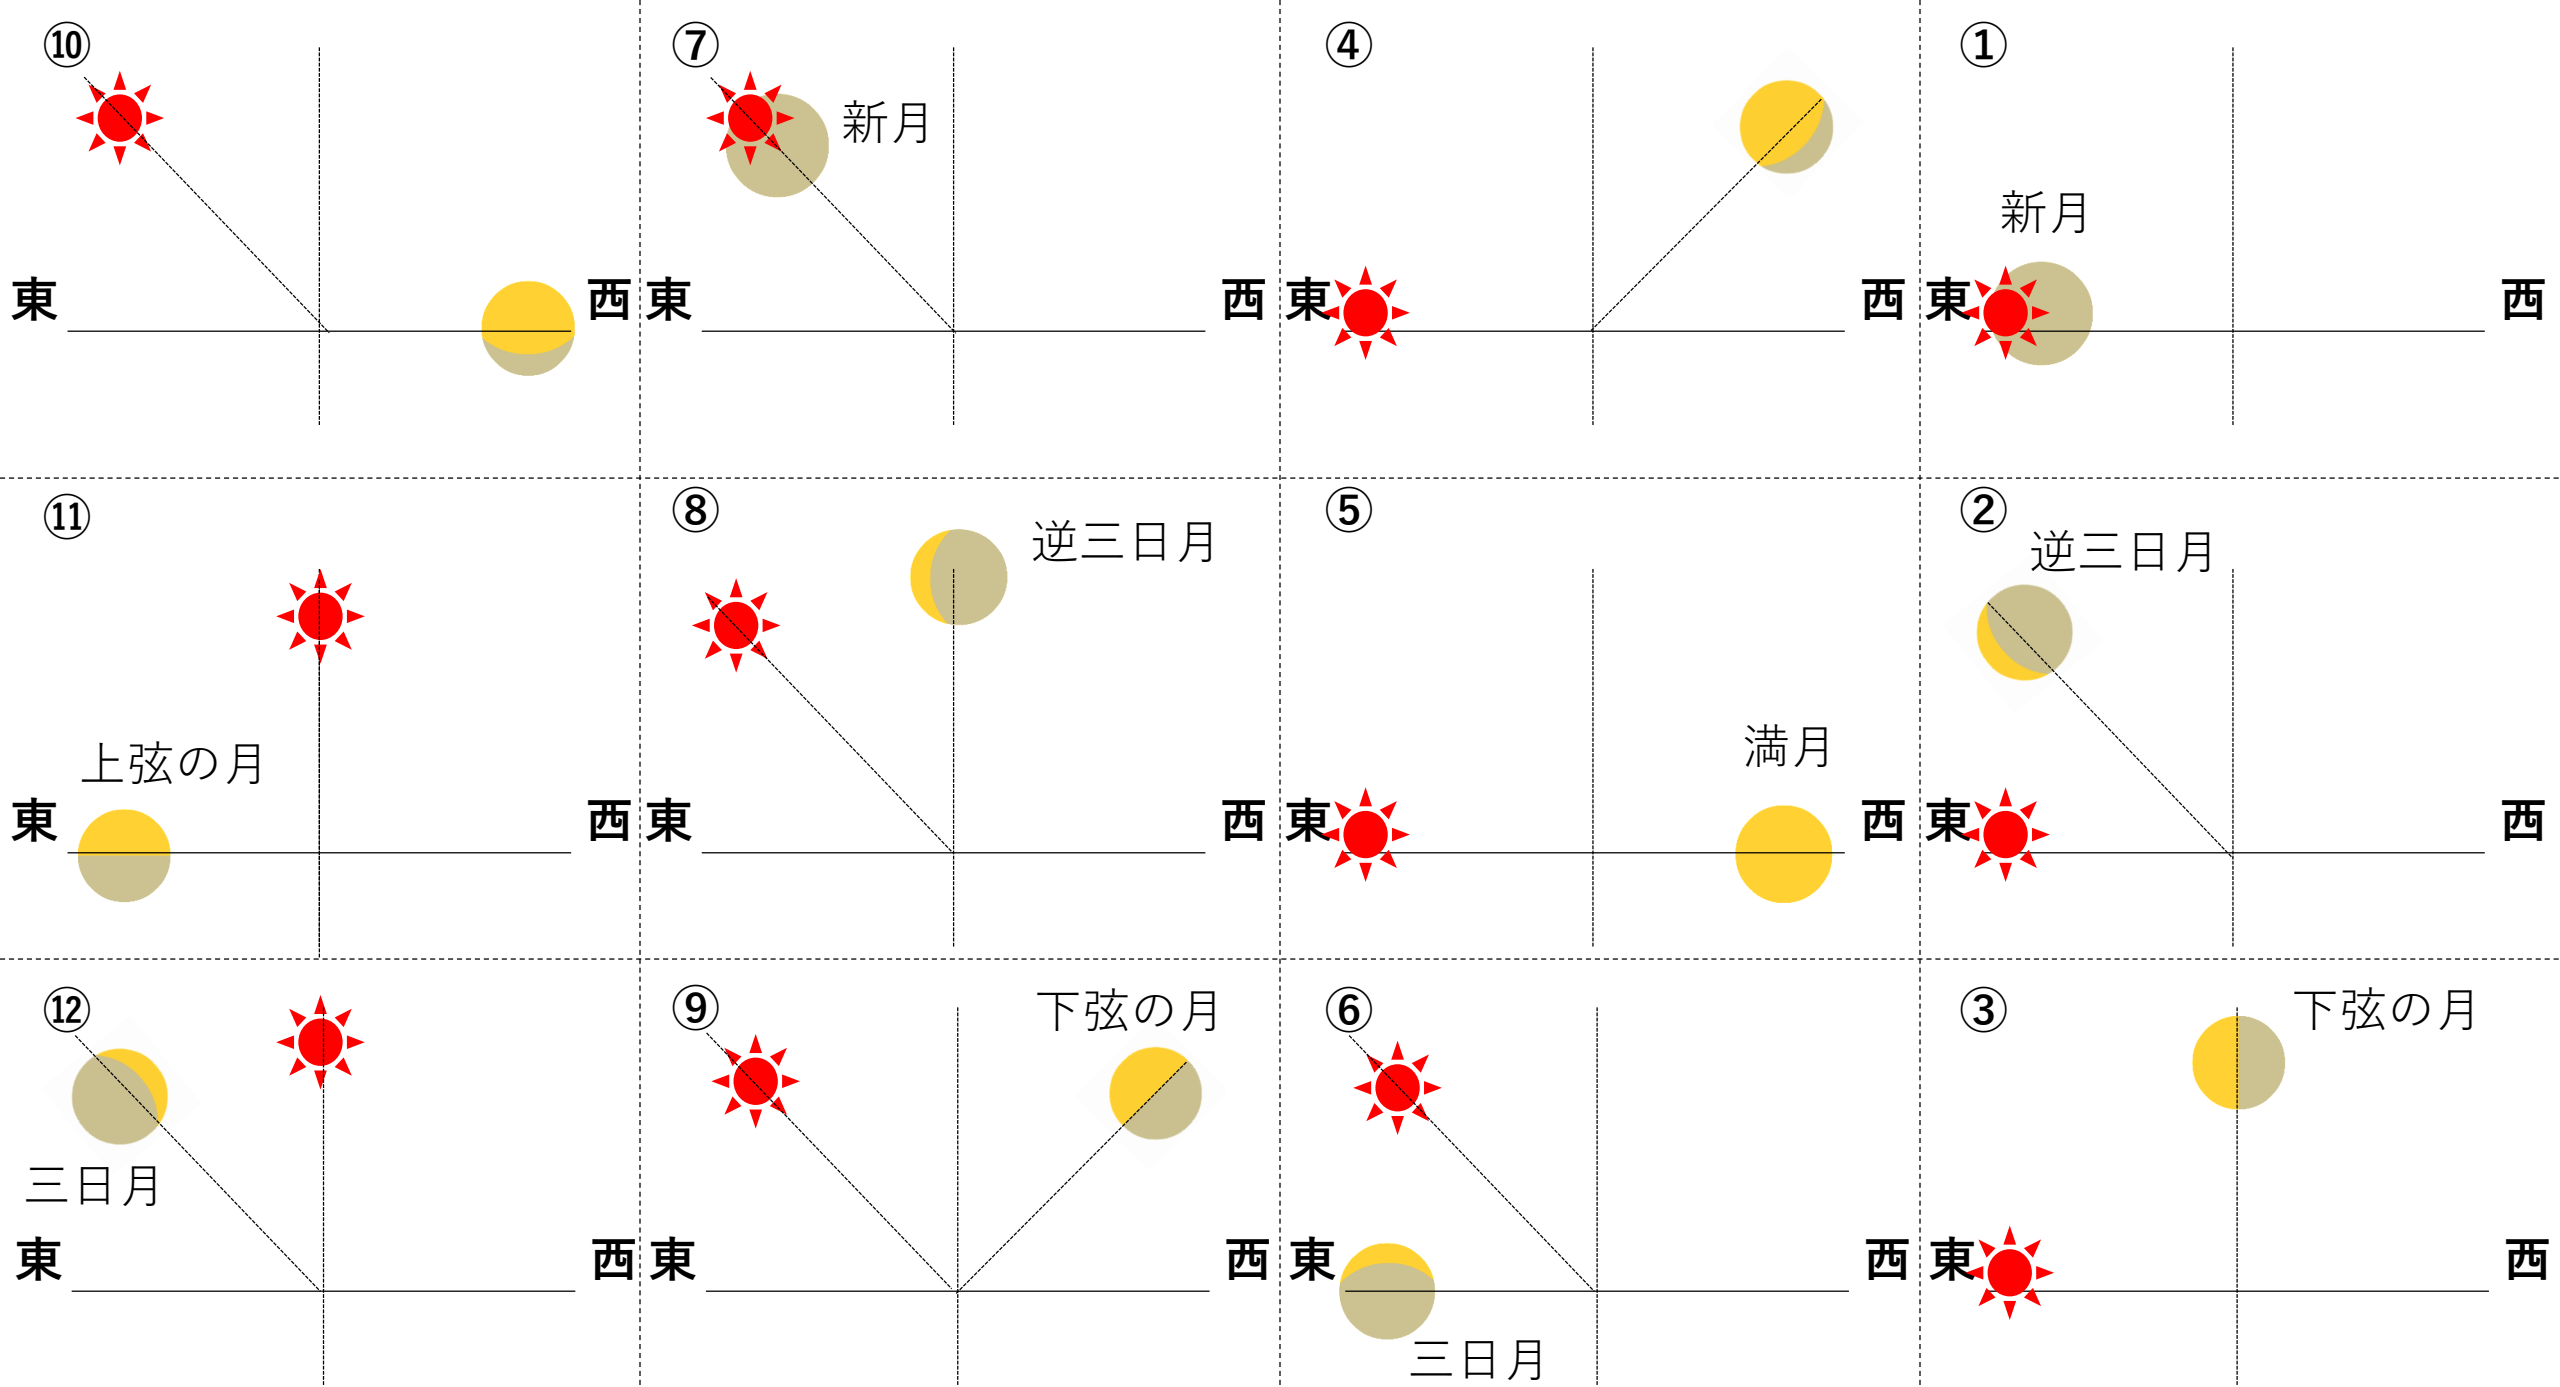 ①
新月
東
西
②
逆三日月
東
西
③
下弦の月
東
西
④
東
西
⑤
満月
東
西
⑥
東
西
三日月
⑦
新月
東
西
⑧
逆三日月
東
西
⑨
下弦の月
東
西
⑩
東
西
⑪
上弦の月
東
西
⑫
三日月
東
西